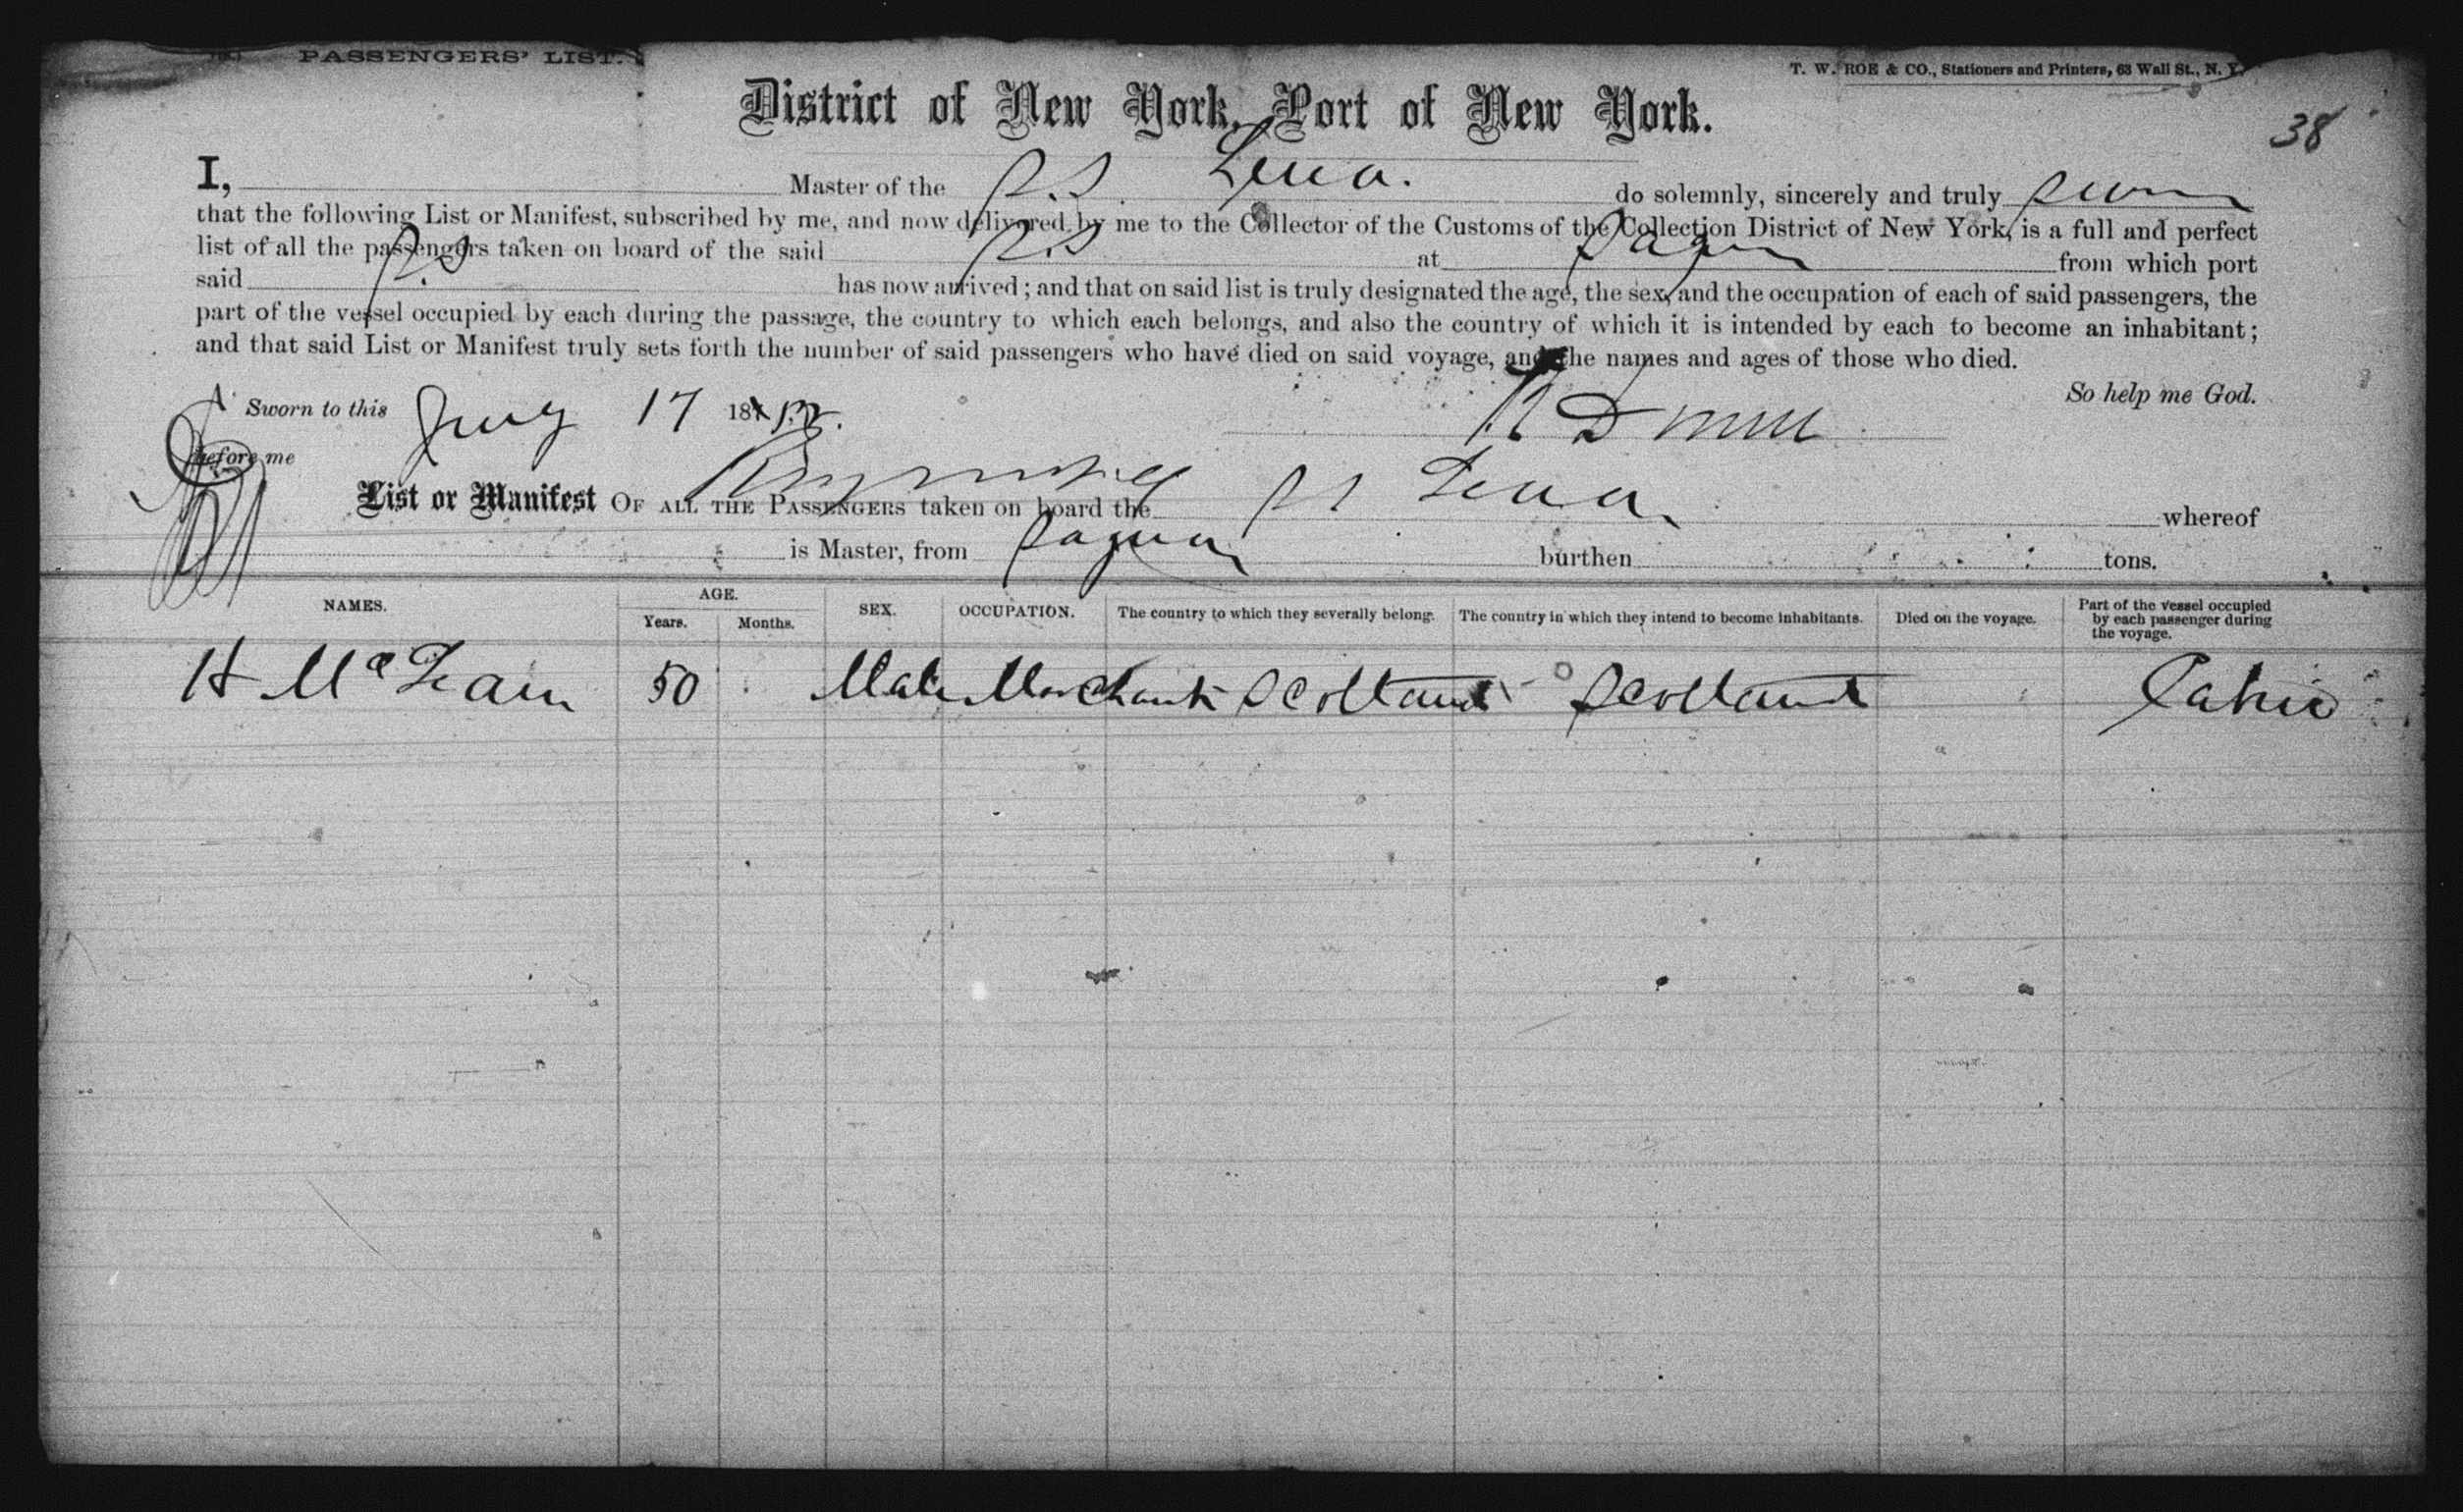 PASSENGERS' LIST.
T. W. ROE & CO., Stationers and Printers, 63 Wall St., N. Y.
District of New York, Port of New York.
38
I, Master of the S.S. Lena. do solemnly, sincerely and truly swear
that the following List or Manifest, subscribed by me, and now delivered by me to the Collector of the Customs of the Collection District of New York, is a full and perfect
list of all the passengers taken on board of the said S.S at Sagua from which port
said S.S has now arrived; and that on said list is truly designated the age, the sex, and the occupation of each of said passengers, the
part of the vessel occupied by each during the passage, the country to which each belongs, and also the country of which it is intended by each to become an inhabitant;
and that said List or Manifest truly sets forth the number of said passengers who have died on said voyage, and the names and ages of those who died.
So help me God.
Sworn to this 17 18
before me
List or Manifest OF ALL THE PASSENGERS taken on board the SS Lena whereof
is Master, from Sagua burthen tons.
NAMES. AGE. Years. Months. SEX. OCCUPATION. The country to which they severally belong. The country in which they intend to become inhabitants. Died on the voyage. Part of the vessel occupied by each passenger during the voyage.
H Mc Lean 50 Male Merchant Scotland Scotland Cabin